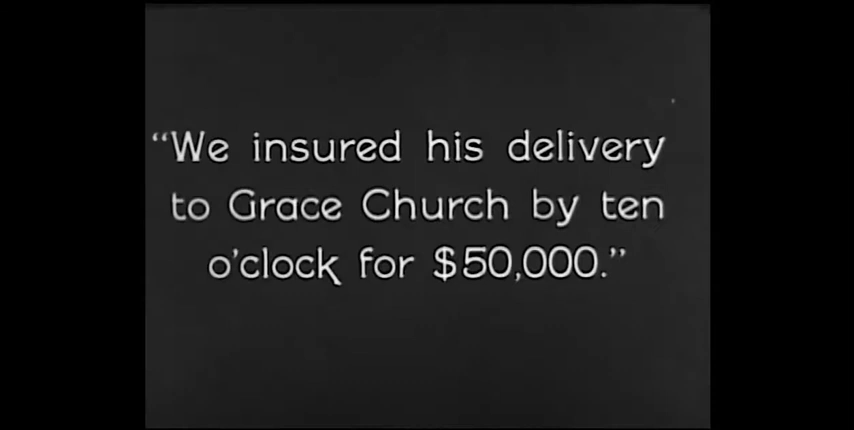 “We insured his delivery
to Grace Church by ten
o’clock for $50,000.”